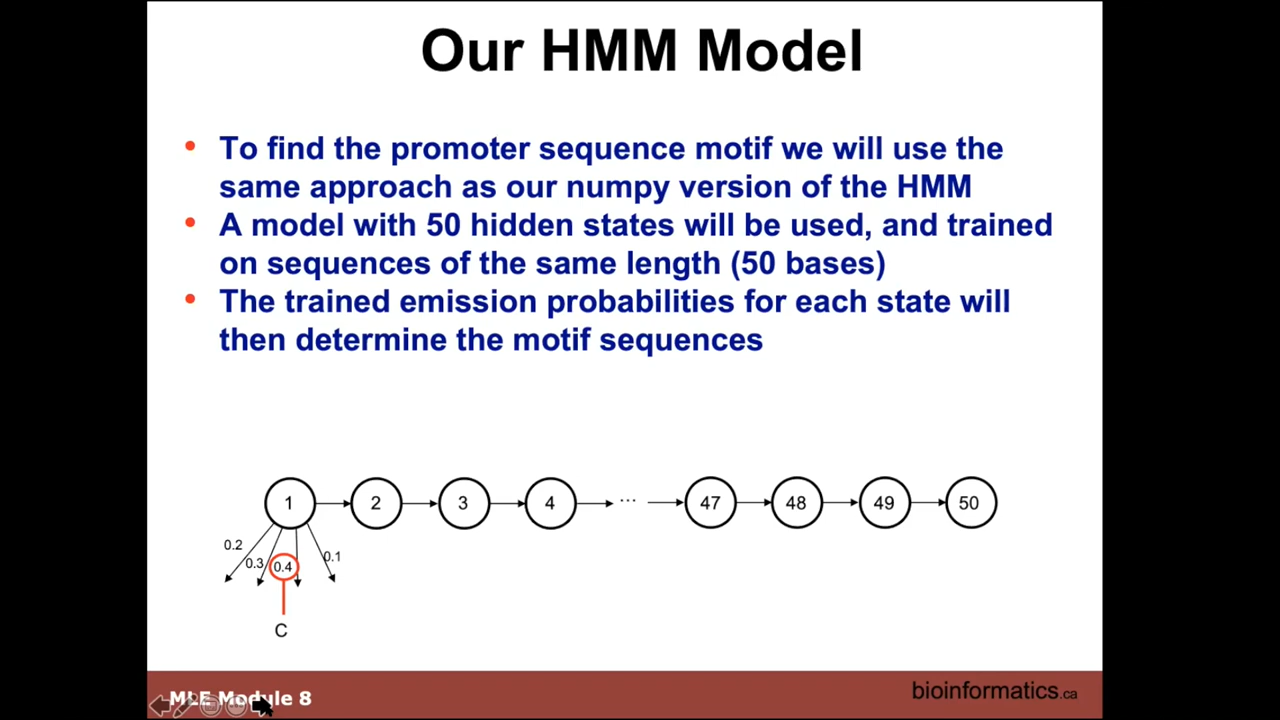 Our HMM Model
• To find the promoter sequence motif we will use the
same approach as our numpy version of the HMM
• A model with 50 hidden states will be used, and trained
on sequences of the same length (50 bases)
• The trained emission probabilities for each state will
then determine the motif sequences
1 2 3 4 ... 47 48 49 50
0.2 0.3 0.4 0.1
C
MLE Module 8
bioinformatics.ca